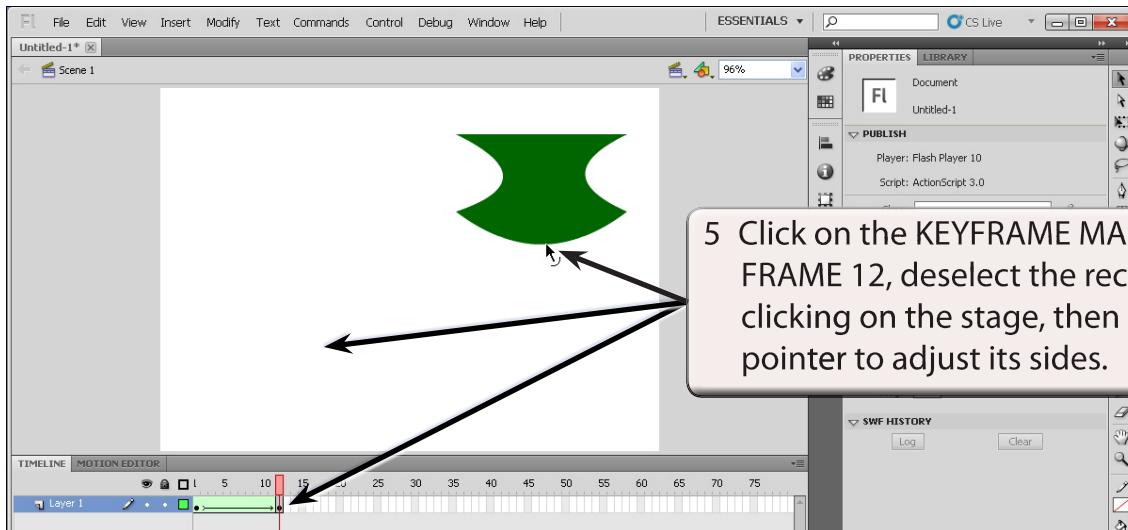 Fl File Edit View Insert Modify Text Commands Control Debug Window Help ESSENTIALS CS Live
Untitled-1*
Scene 1 96%
PROPERTIES LIBRARY
Fl Document
Untitled-1
PUBLISH
Player: Flash Player 10
Script: ActionScript 3.0
5 Click on the KEYFRAME MA
FRAME 12, deselect the rec
clicking on the stage, then
pointer to adjust its sides.
SWF HISTORY
Log Clear
TIMELINE MOTION EDITOR
1 5 10 15 25 30 35 40 45 50 55 60 65 70 75
Layer 1